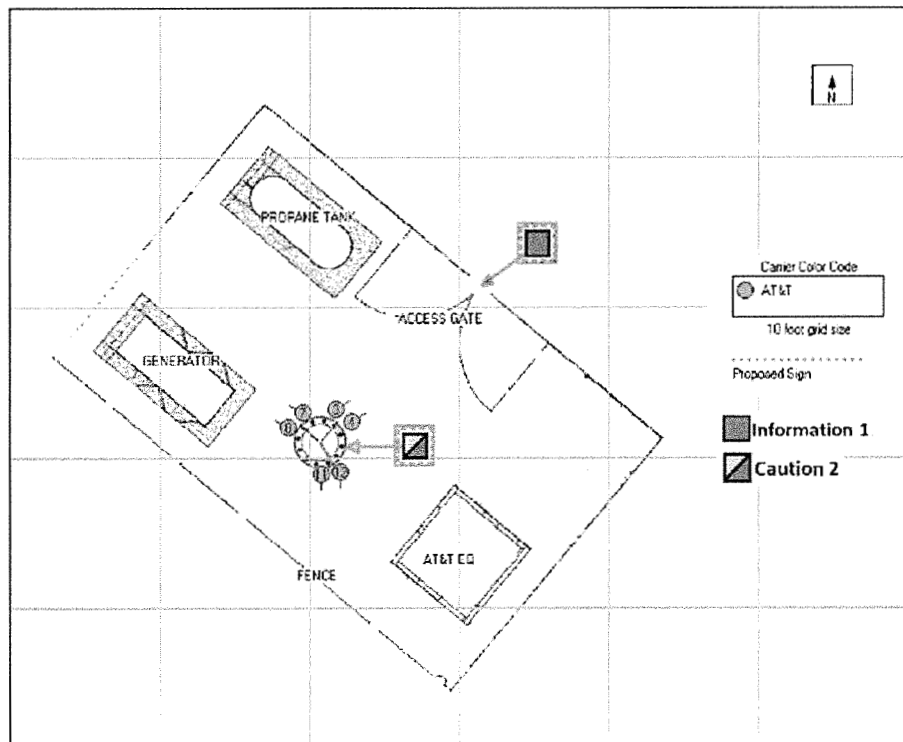 N
PROPANE TANK
Carrier Color Code
AT&T
ACCESS GATE
10 foot grid size
GENERATOR
Proposed Sign
Information 1
Caution 2
AT&T EQ
FENCE